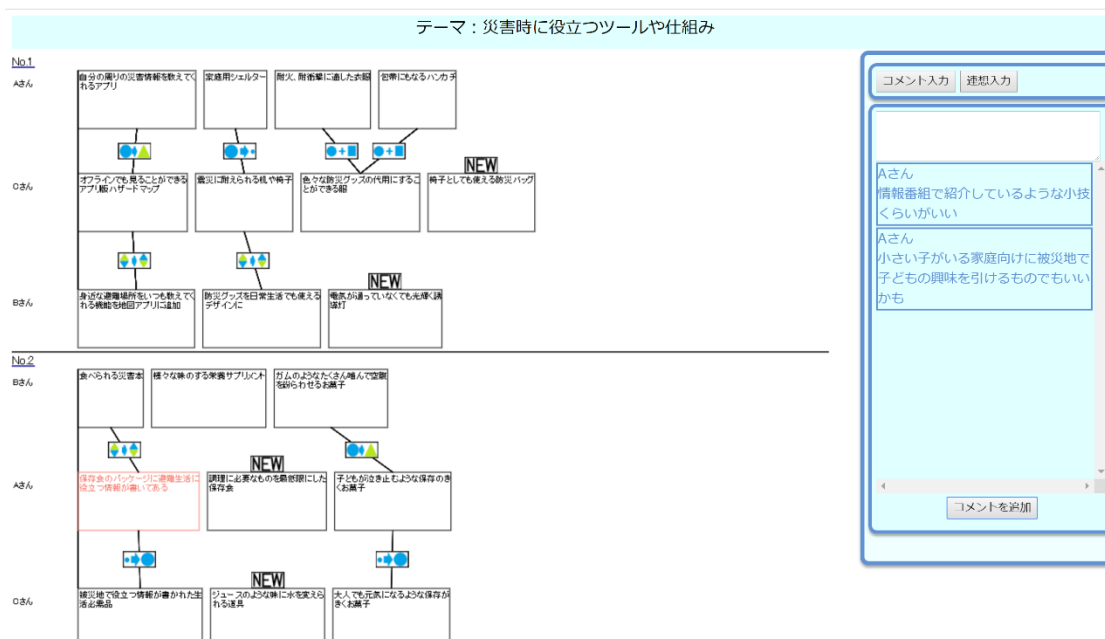 テーマ：災害時に役立つツールや仕組み
No.1
Aさん
自分の周りの災害情報を教えてく
れるアプリ
家庭用シェルター
耐火、耐衝撃に適した衣服
包帯にもなるハンカチ
Cさん
オフラインでも見ることができる
アプリ版ハザードマップ
震災に耐えられる机や椅子
色々な防災グッズの代用にするこ
とができる服
NEW
椅子としても使える防災バッグ
Bさん
身近な避難場所をいつも教えてく
れる機能を地図アプリに追加
防災グッズを日常生活でも使える
デザインに
NEW
電気が通っていなくても光輝く誘
導灯
No.2
Bさん
食べられる災害本
様々な味のする栄養サプリメント
ガムのようなたくさん噛んで空腹
を紛らわせるお菓子
Aさん
保存食のパッケージに避難生活に
役立つ情報が書いてある
NEW
調理に必要なものを最低限にした
保存食
子どもが泣き止むような保存のき
くお菓子
Cさん
被災地で役立つ情報が書かれた生
活必需品
NEW
ジュースのような味に水を変えら
れる道具
大人でも元気になるような保存が
きくお菓子
コメント入力
連想入力
Aさん
情報番組で紹介しているような小技
くらいがいい
Aさん
小さい子がいる家庭向けに被災地で
子どもの興味を引けるものでもいい
かも
コメントを追加